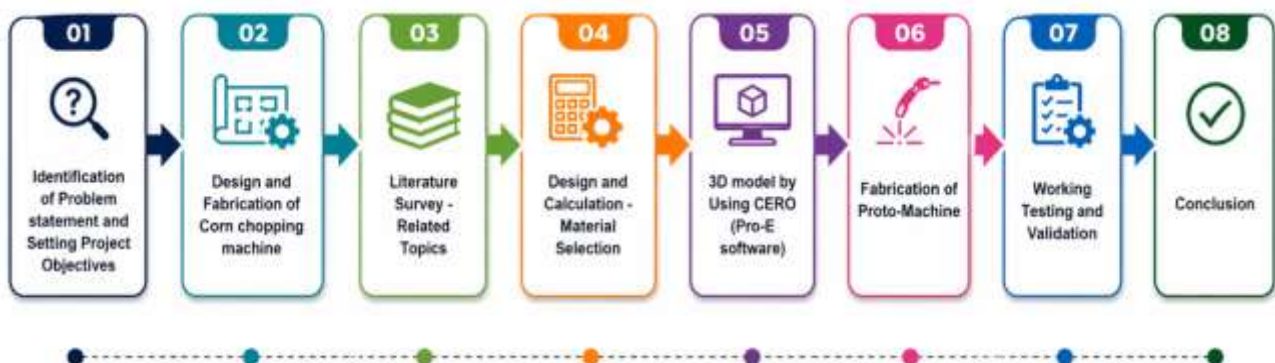 01
Identification
of Problem
statement and
Setting Project
Objectives
02
Design and
Fabrication of
Corn chopping
machine
03
Literature
Survey -
Related
Topics
04
Design and
Calculation -
Material
Selection
05
3D model by
Using CERO
(Pro-E
software)
06
Fabrication of
Proto-Machine
07
Working
Testing and
Validation
08
Conclusion